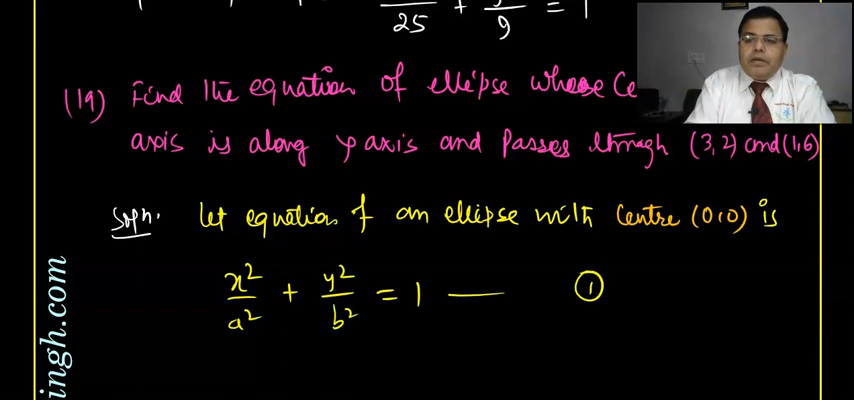 x²/25 + y²/9 = 1
(19) Find the equation of ellipse whose Ce
axis is along y axis and passes through (3,2) and (1,6)
Soln. Let equation of an ellipse with centre (0,0) is
x²/a² + y²/b² = 1 —— ①
ingh.com